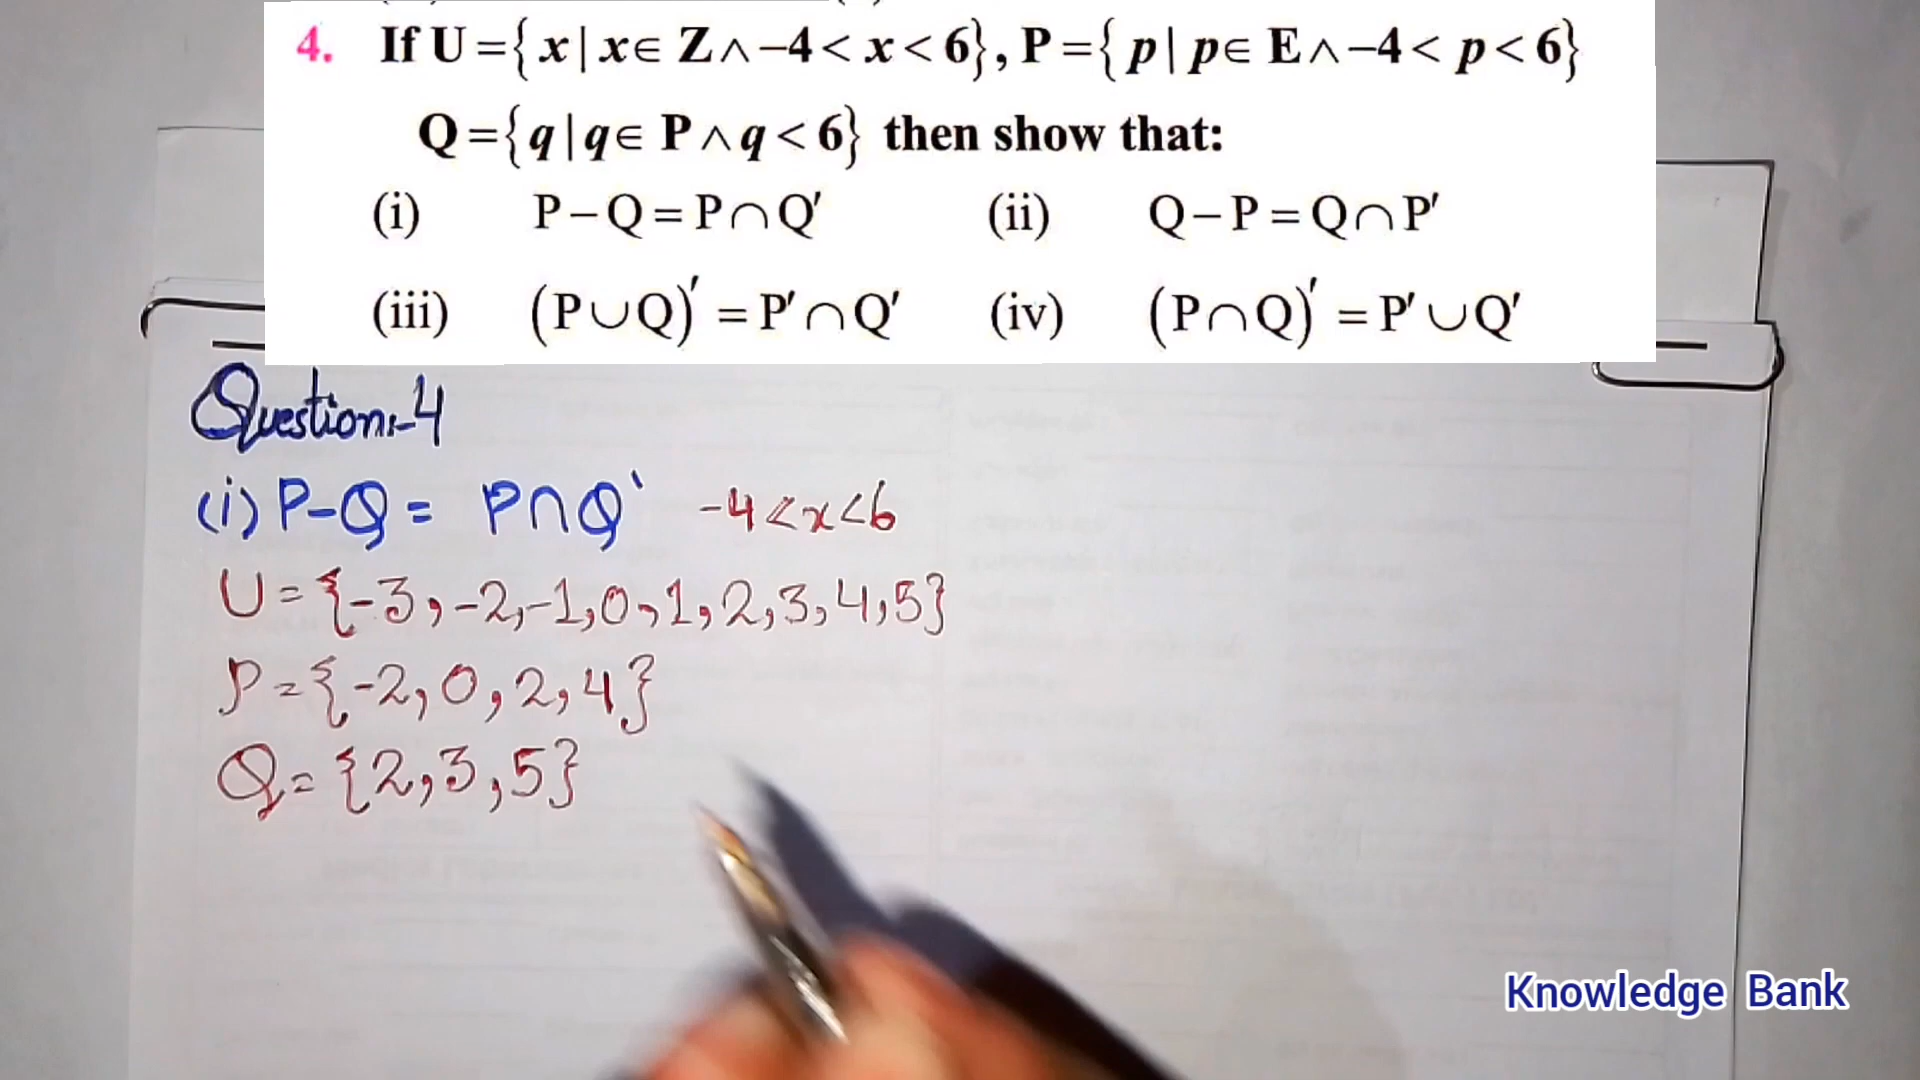 4. If U = { x | x ∈ Z ∧ −4 < x < 6}, P = { p | p ∈ E ∧ −4 < p < 6}
Q = {q | q ∈ P ∧ q < 6} then show that:
(i) P − Q = P ∩ Q′ (ii) Q − P = Q ∩ P′
(iii) (P ∪ Q)′ = P′ ∩ Q′ (iv) (P ∩ Q)′ = P′ ∪ Q′
Question:-4
(i) P-Q = P∩Q' -4<x<6
U = {-3, -2, -1, 0, 1, 2, 3, 4, 5}
P = {-2, 0, 2, 4}
Q = {2, 3, 5}
Knowledge Bank